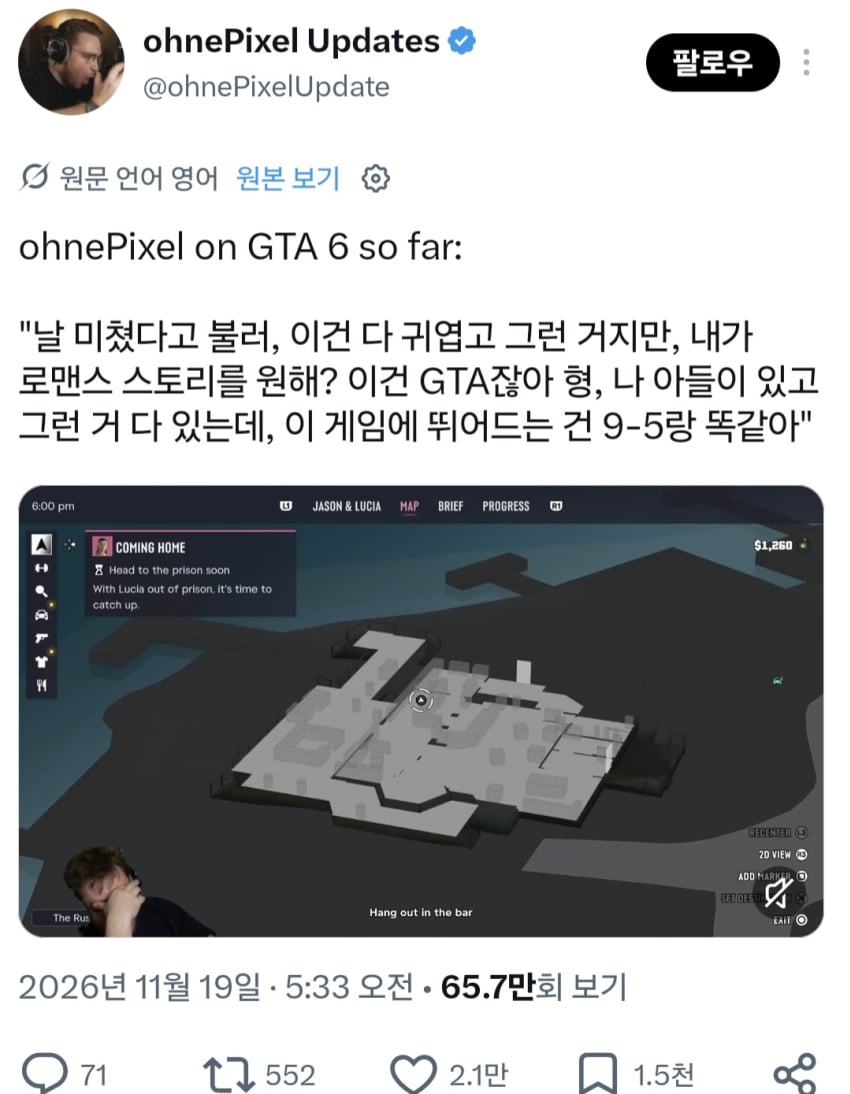 ohnePixel Updates
@ohnePixelUpdate
팔로우
원문 언어 영어 원본 보기
ohnePixel on GTA 6 so far:
"날 미쳤다고 불러, 이건 다 귀엽고 그런 거지만, 내가
로맨스 스토리를 원해? 이건 GTA잖아 형, 나 아들이 있고
그런 거 다 있는데, 이 게임에 뛰어드는 건 9-5랑 똑같아"
6:00 pm
L1 JASON & LUCIA MAP BRIEF PROGRESS R1
COMING HOME
Head to the prison soon
With Lucia out of prison, it's time to
catch up.
$1,260
RECENTER L3
2D VIEW R3
ADD MARKER
SET DEST
EXIT
The Rus
Hang out in the bar
2026년 11월 19일 · 5:33 오전 · 65.7만회 보기
71
552
2.1만
1.5천